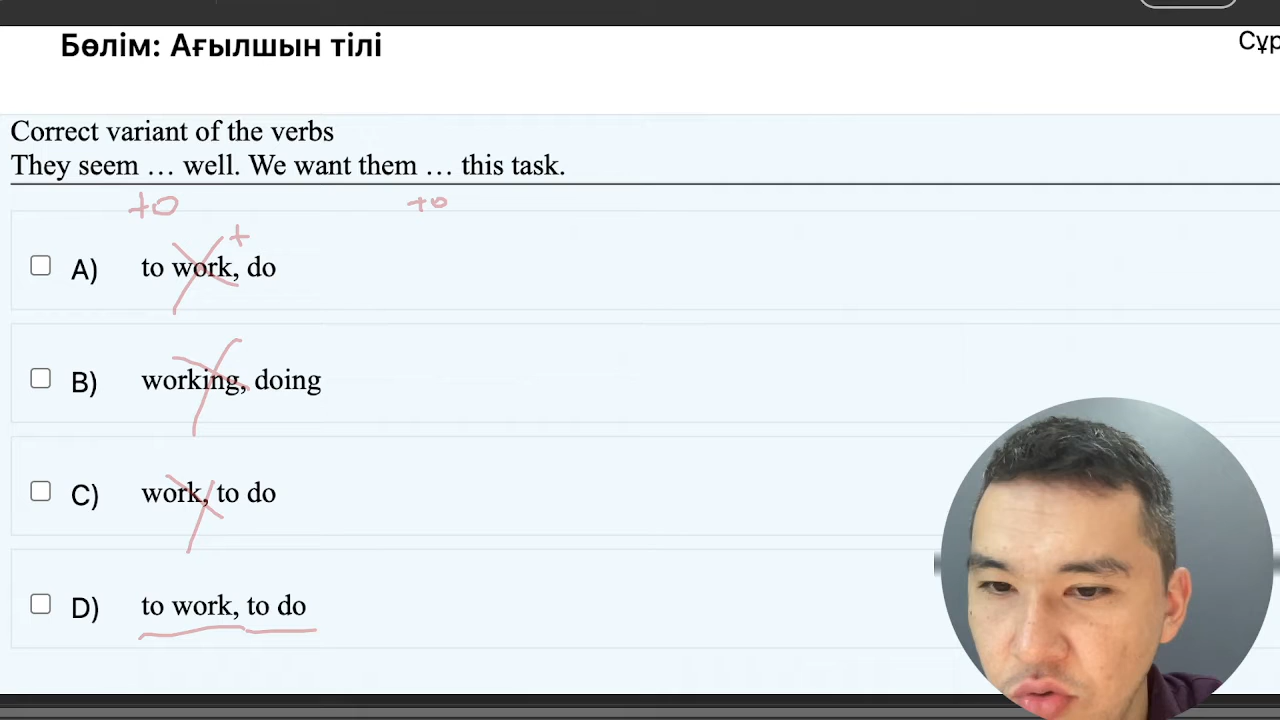 Бөлім: Ағылшын тілі
Correct variant of the verbs
They seem … well. We want them … this task.
to to
A) to work, do
B) working, doing
C) work, to do
D) to work, to do